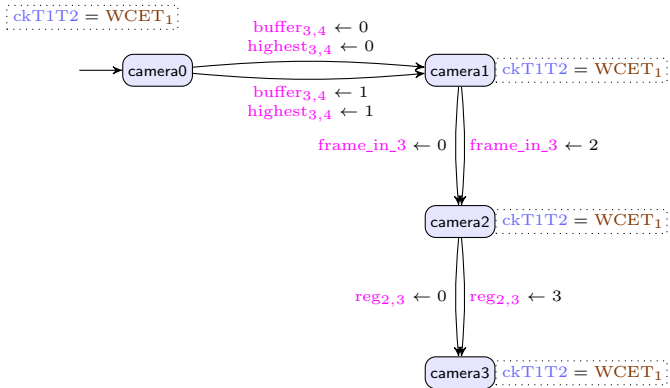 ckT1T2 = WCET₁
buffer₃,₄ ← 0
highest₃,₄ ← 0
camera0
camera1
ckT1T2 = WCET₁
buffer₃,₄ ← 1
highest₃,₄ ← 1
frame_in_3 ← 0
frame_in_3 ← 2
camera2
ckT1T2 = WCET₁
reg₂,₃ ← 0
reg₂,₃ ← 3
camera3
ckT1T2 = WCET₁